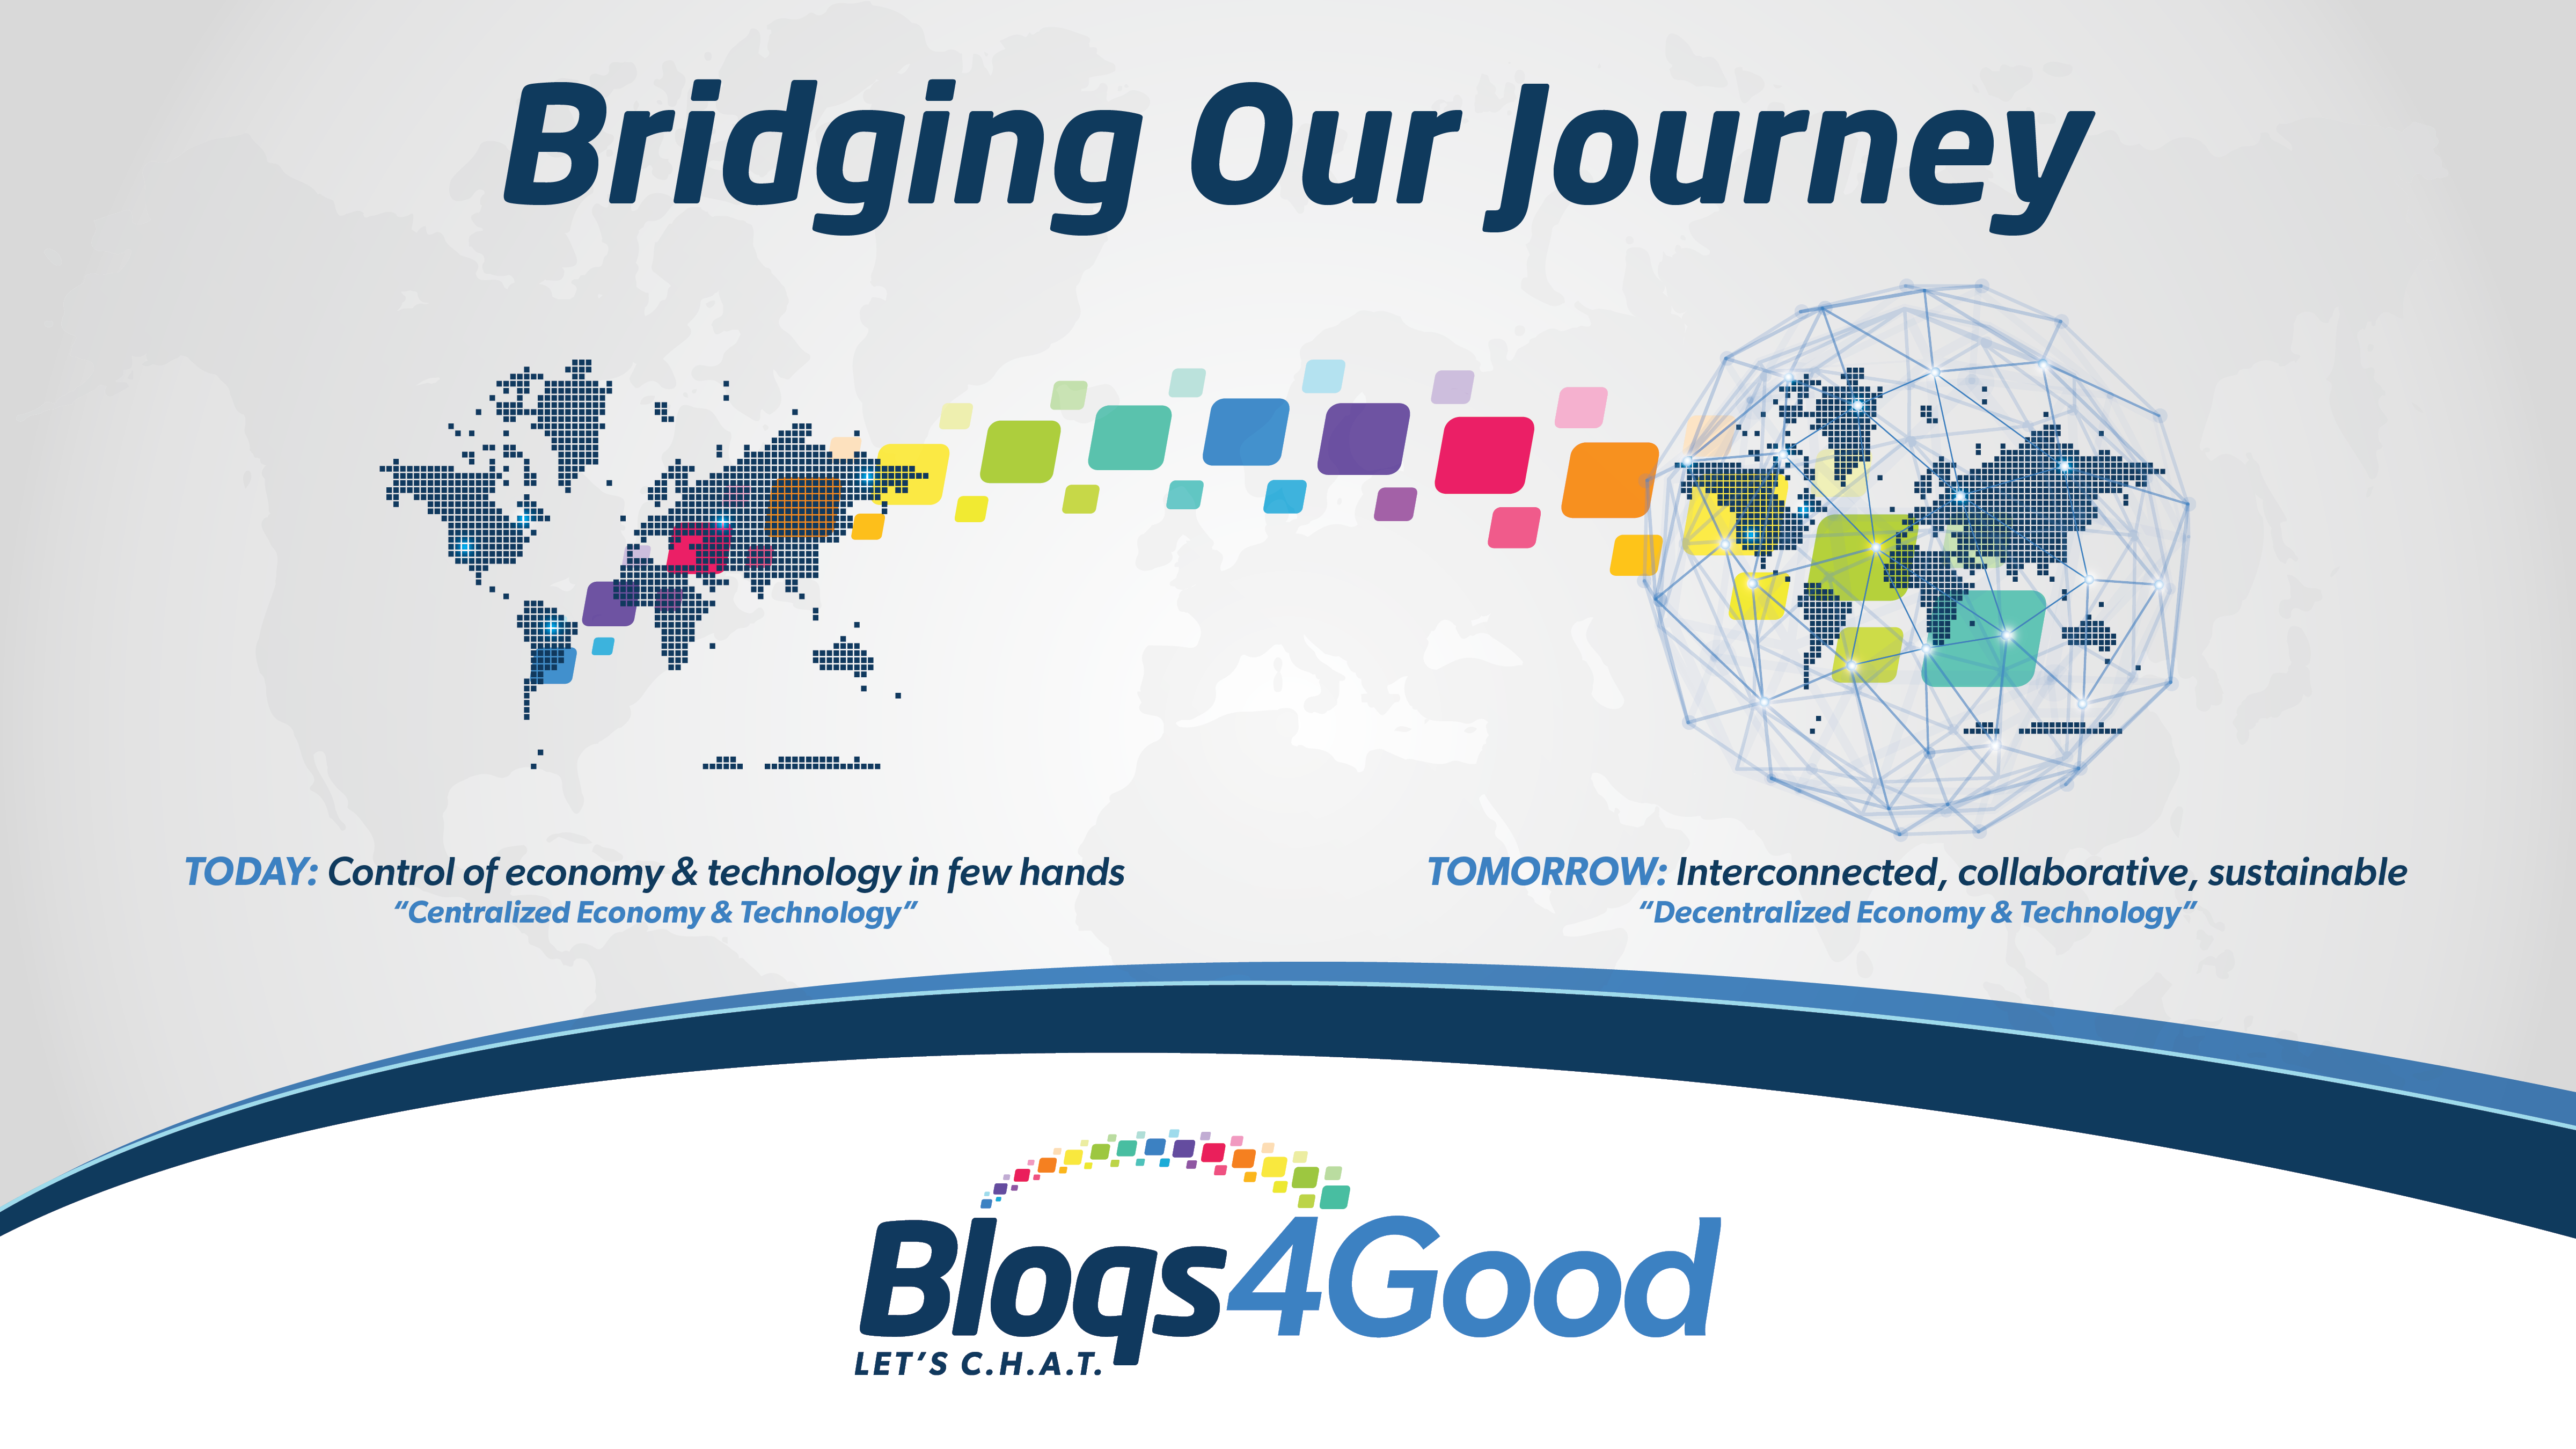 Bridging Our Journey
TODAY: Control of economy & technology in few hands
“Centralized Economy & Technology”
TOMORROW: Interconnected, collaborative, sustainable
“Decentralized Economy & Technology”
Bloqs4Good
LET’S C.H.A.T.